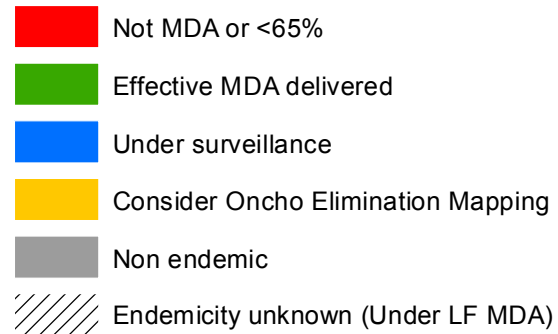 Not MDA or <65%
Effective MDA delivered
Under surveillance
Consider Oncho Elimination Mapping
Non endemic
Endemicity unknown (Under LF MDA)